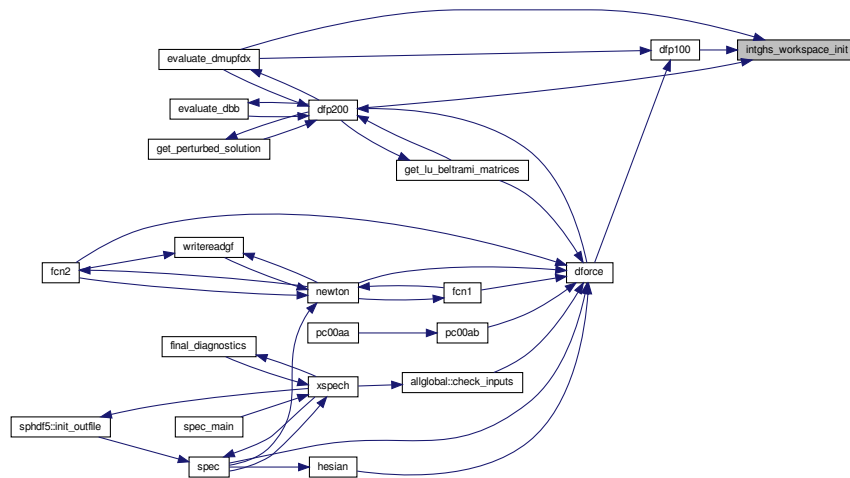 intghs_workspace_init
dfp100
evaluate_dmupfdx
evaluate_dbb
dfp200
get_perturbed_solution
get_lu_beltrami_matrices
writereadgf
fcn2
dforce
newton
fcn1
pc00aa
pc00ab
final_diagnostics
xspech
allglobal::check_inputs
sphdf5::init_outfile
spec_main
spec
hesian